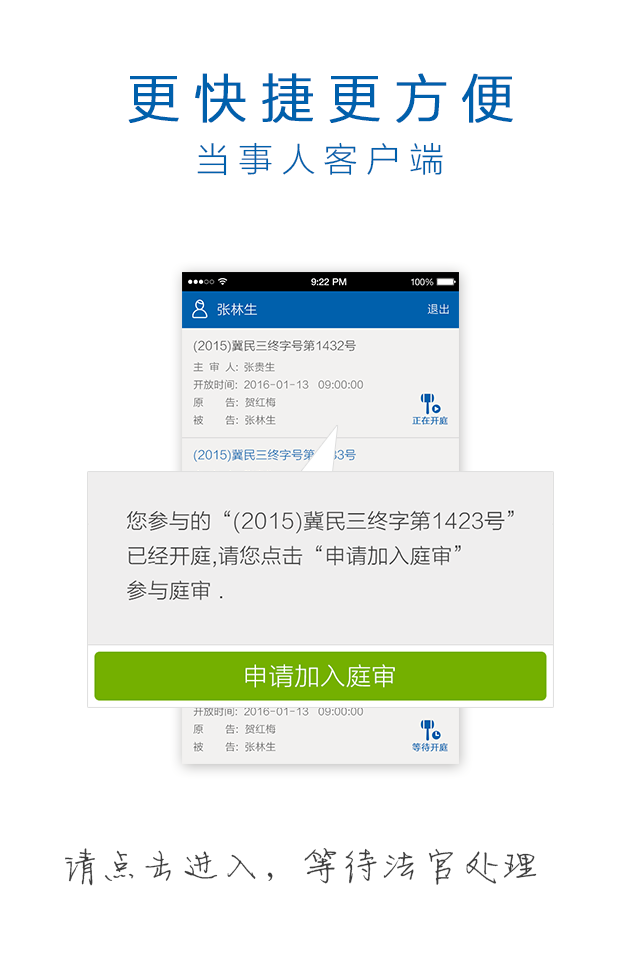 更快捷更方便
当事人客户端
9:22 PM 100%
张林生 退出
(2015)冀民三终字号第1432号
主 审 人: 张贵生
开放时间: 2016-01-13 09:00:00
原 告: 贺红梅
被 告: 张林生
正在开庭
(2015)冀民三终字号第 33号
您参与的“(2015)冀民三终字第1423号”
已经开庭,请您点击“申请加入庭审”
参与庭审 .
申请加入庭审
开放时间: 2016-01-13 09:00:00
原 告: 贺红梅
被 告: 张林生
等待开庭
请点击进入，等待法官处理